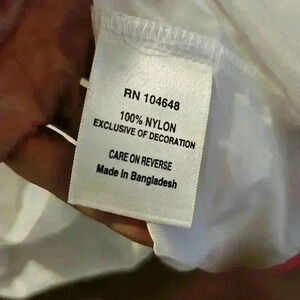 RN 104648
100% NYLON
EXCLUSIVE OF DECORATION
CARE ON REVERSE
Made in Bangladesh